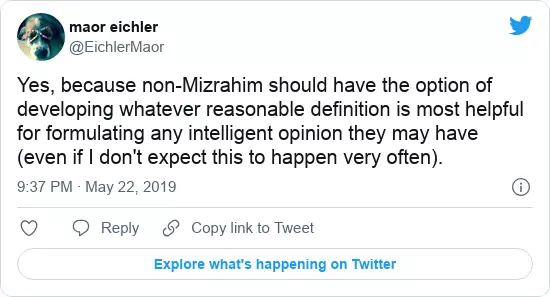 maor eichler
@EichlerMaor
Yes, because non-Mizrahim should have the option of
developing whatever reasonable definition is most helpful
for formulating any intelligent opinion they may have
(even if I don't expect this to happen very often).
9:37 PM · May 22, 2019
Reply Copy link to Tweet
Explore what's happening on Twitter